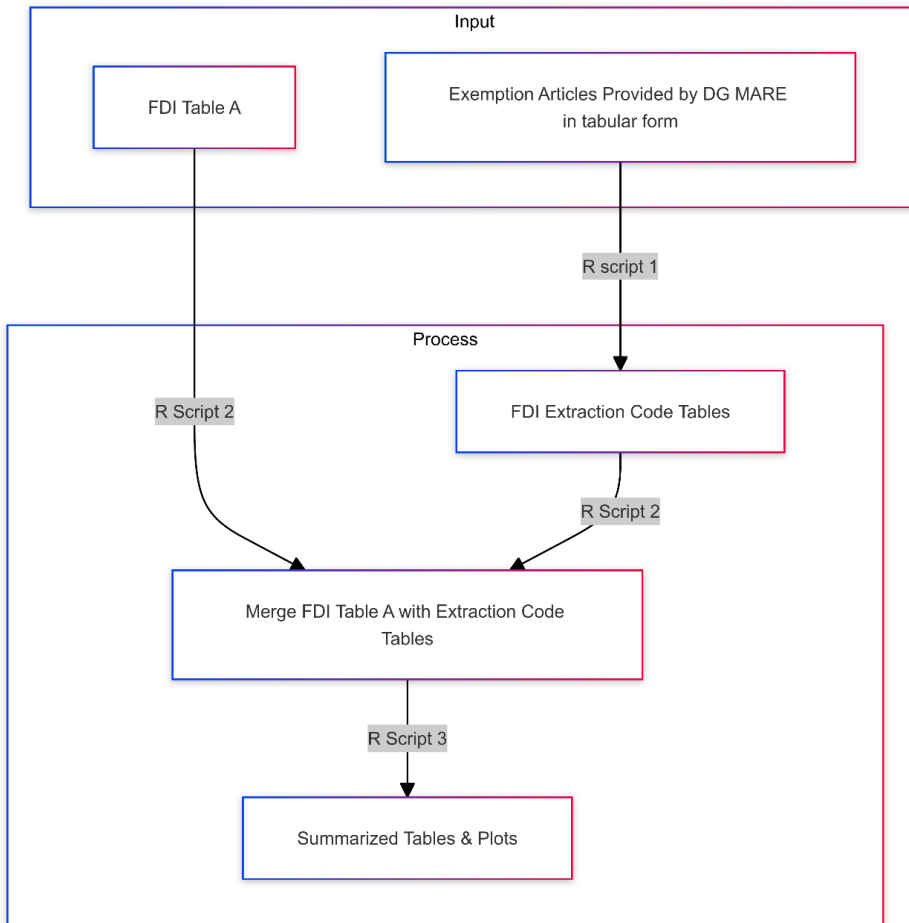 Input
FDI Table A
Exemption Articles Provided by DG MARE
in tabular form
R script 1
Process
FDI Extraction Code Tables
R Script 2
R Script 2
Merge FDI Table A with Extraction Code
Tables
R Script 3
Summarized Tables & Plots